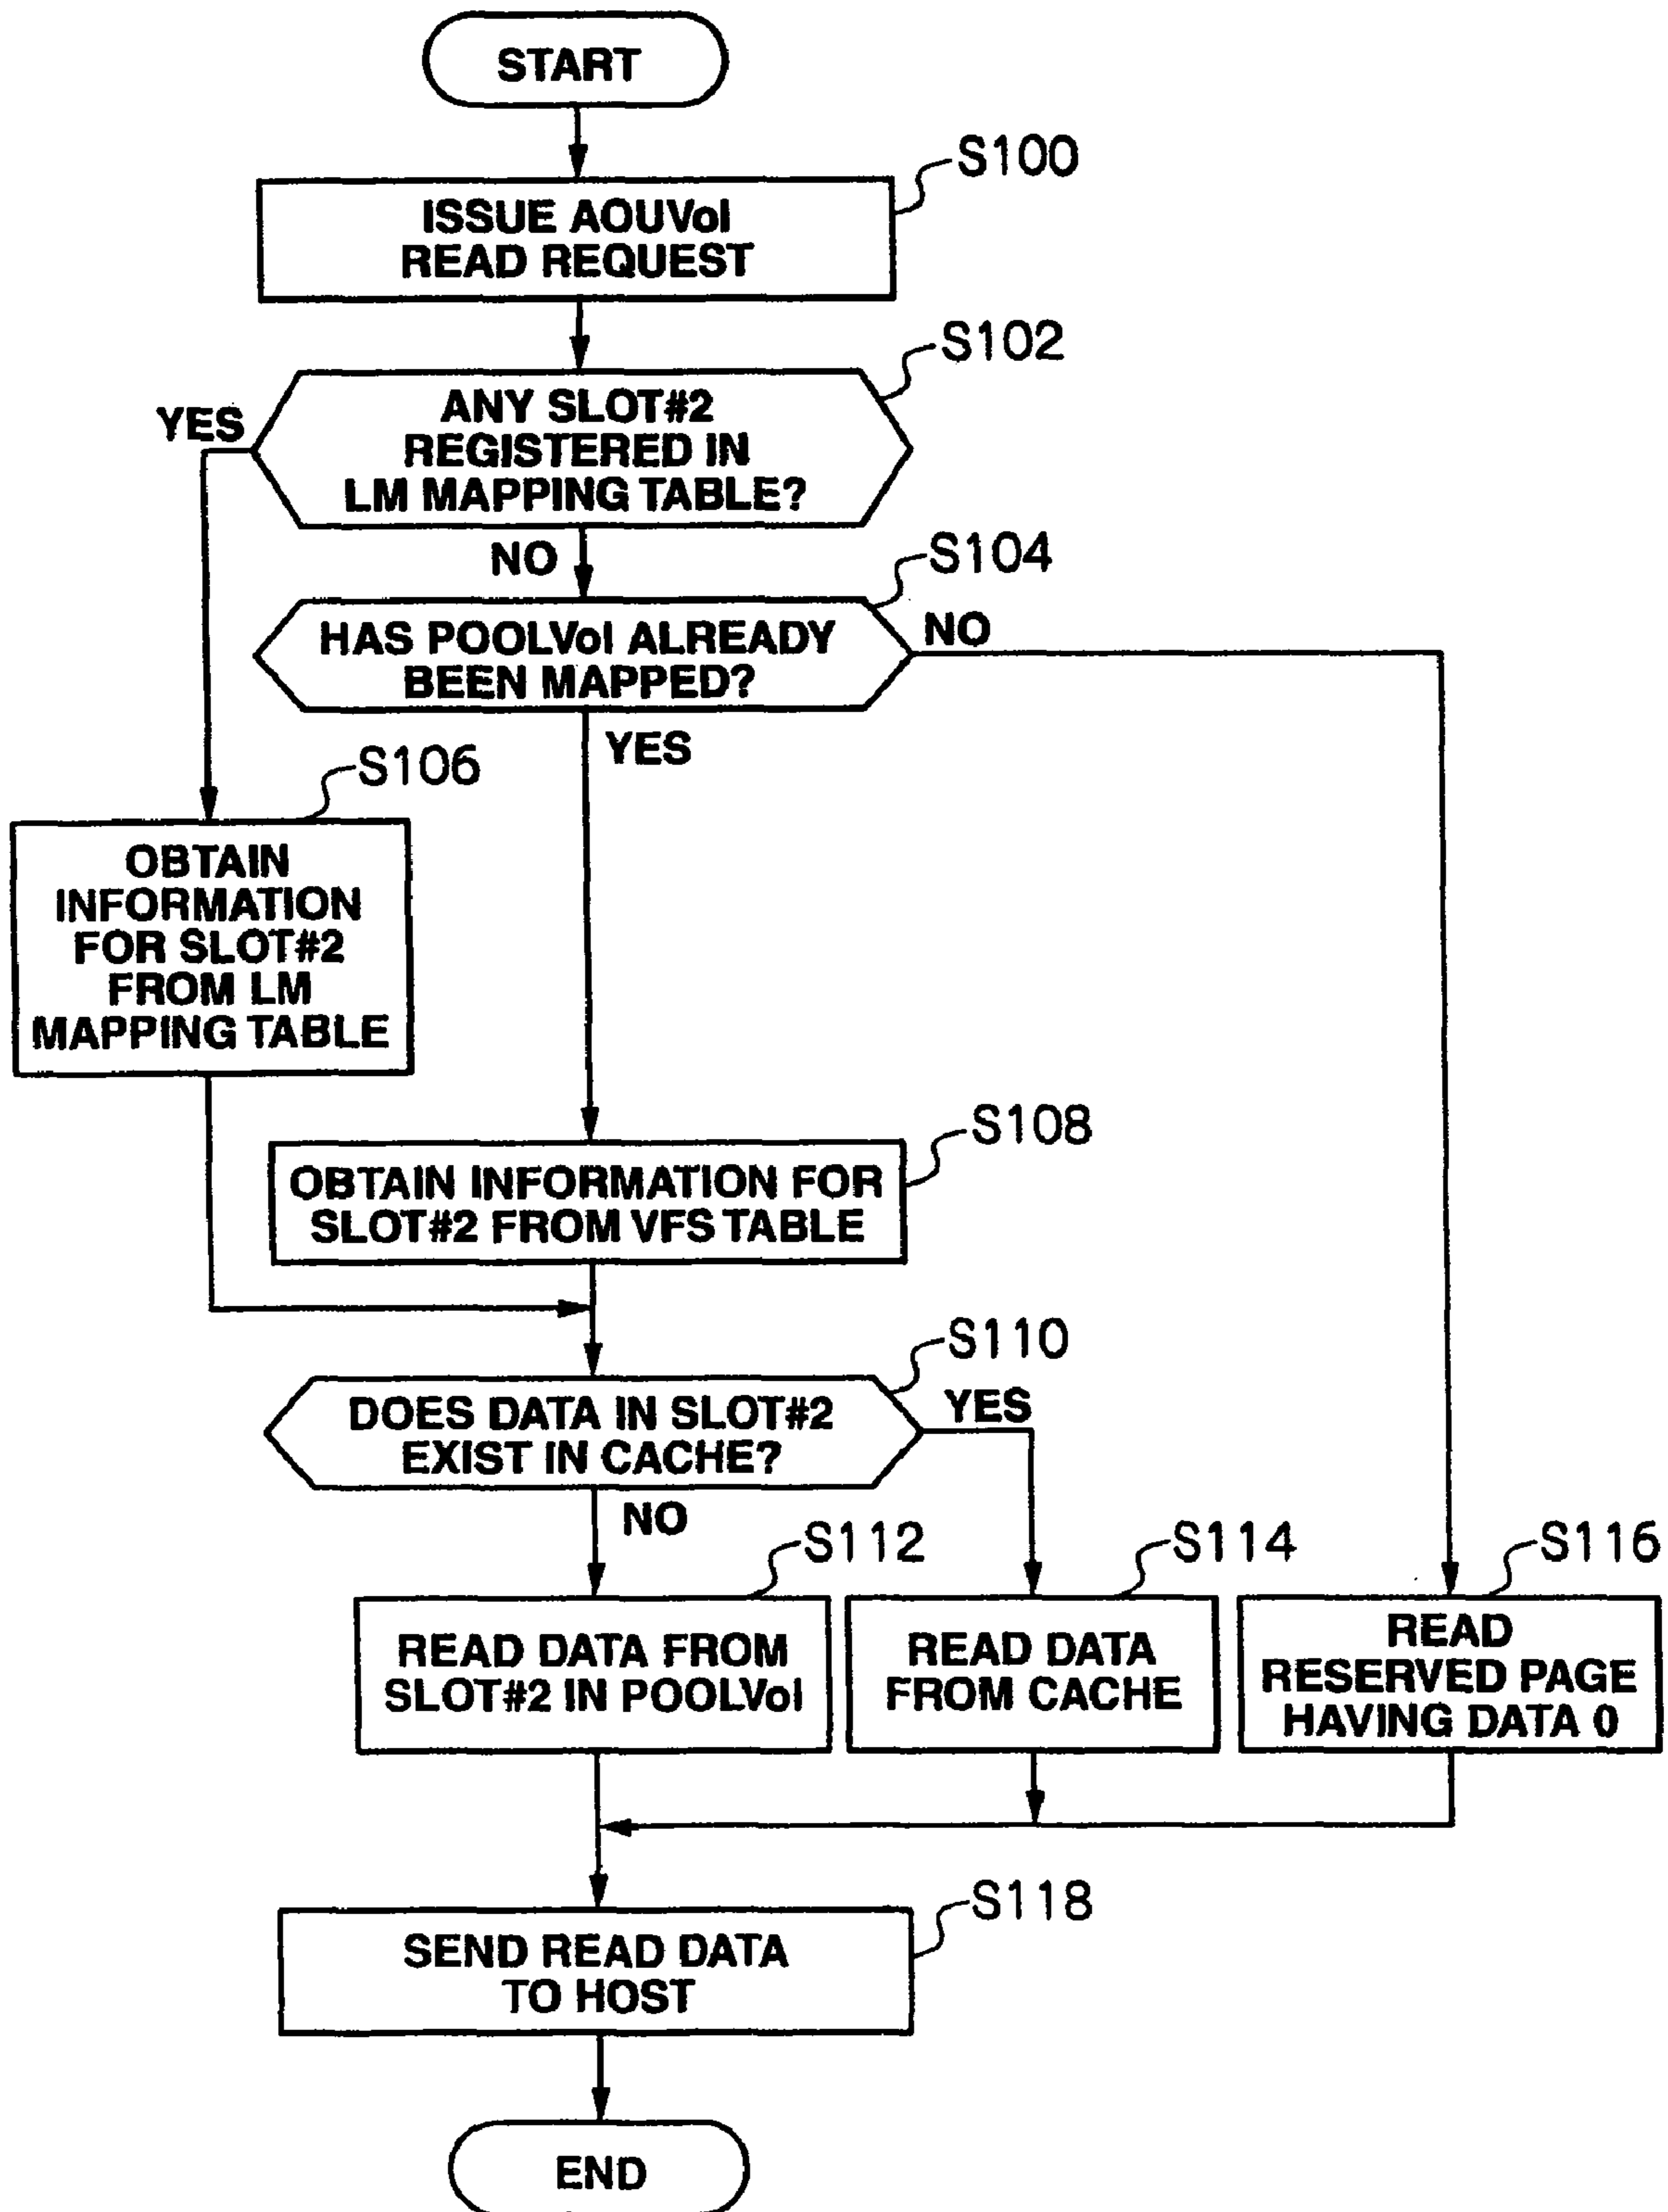 START
S100
ISSUE AOUVol
READ REQUEST
S102
YES
ANY SLOT#2
REGISTERED IN
LM MAPPING TABLE?
NO
S104
HAS POOLVol ALREADY
BEEN MAPPED?
NO
YES
S106
OBTAIN
INFORMATION
FOR SLOT#2
FROM LM
MAPPING TABLE
S108
OBTAIN INFORMATION FOR
SLOT#2 FROM VFS TABLE
S110
DOES DATA IN SLOT#2
EXIST IN CACHE?
YES
NO
S112
READ DATA FROM
SLOT#2 IN POOLVol
S114
READ DATA
FROM CACHE
S116
READ
RESERVED PAGE
HAVING DATA 0
S118
SEND READ DATA
TO HOST
END